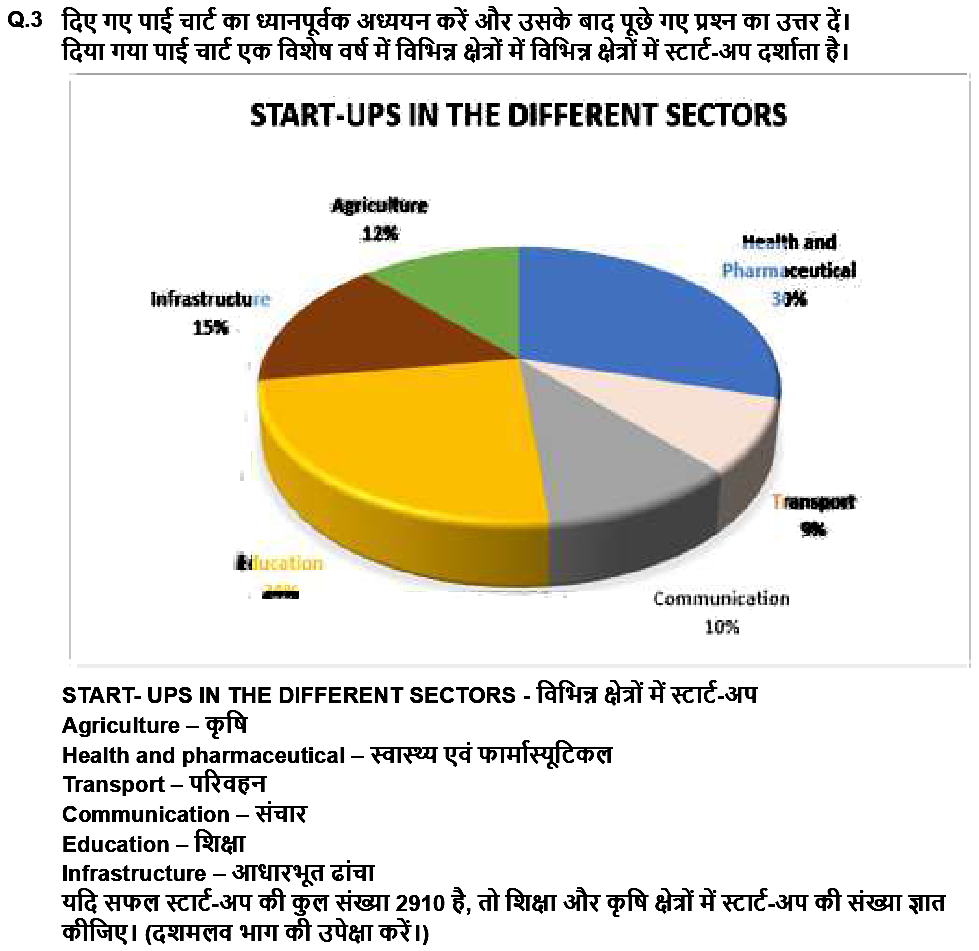 Q.3 दिए गए पाई चार्ट का ध्यानपूर्वक अध्ययन करें और उसके बाद पूछे गए प्रश्न का उत्तर दें।
दिया गया पाई चार्ट एक विशेष वर्ष में विभिन्न क्षेत्रों में विभिन्न क्षेत्रों में स्टार्ट-अप दर्शाता है।
START-UPS IN THE DIFFERENT SECTORS
Agriculture
12%
Health and
Pharmaceutical
30%
Infrastructure
15%
Transport
9%
Education
Communication
10%
START- UPS IN THE DIFFERENT SECTORS - विभिन्न क्षेत्रों में स्टार्ट-अप
Agriculture – कृषि
Health and pharmaceutical – स्वास्थ्य एवं फार्मास्यूटिकल
Transport – परिवहन
Communication – संचार
Education – शिक्षा
Infrastructure – आधारभूत ढांचा
यदि सफल स्टार्ट-अप की कुल संख्या 2910 है, तो शिक्षा और कृषि क्षेत्रों में स्टार्ट-अप की संख्या ज्ञात
कीजिए। (दशमलव भाग की उपेक्षा करें।)